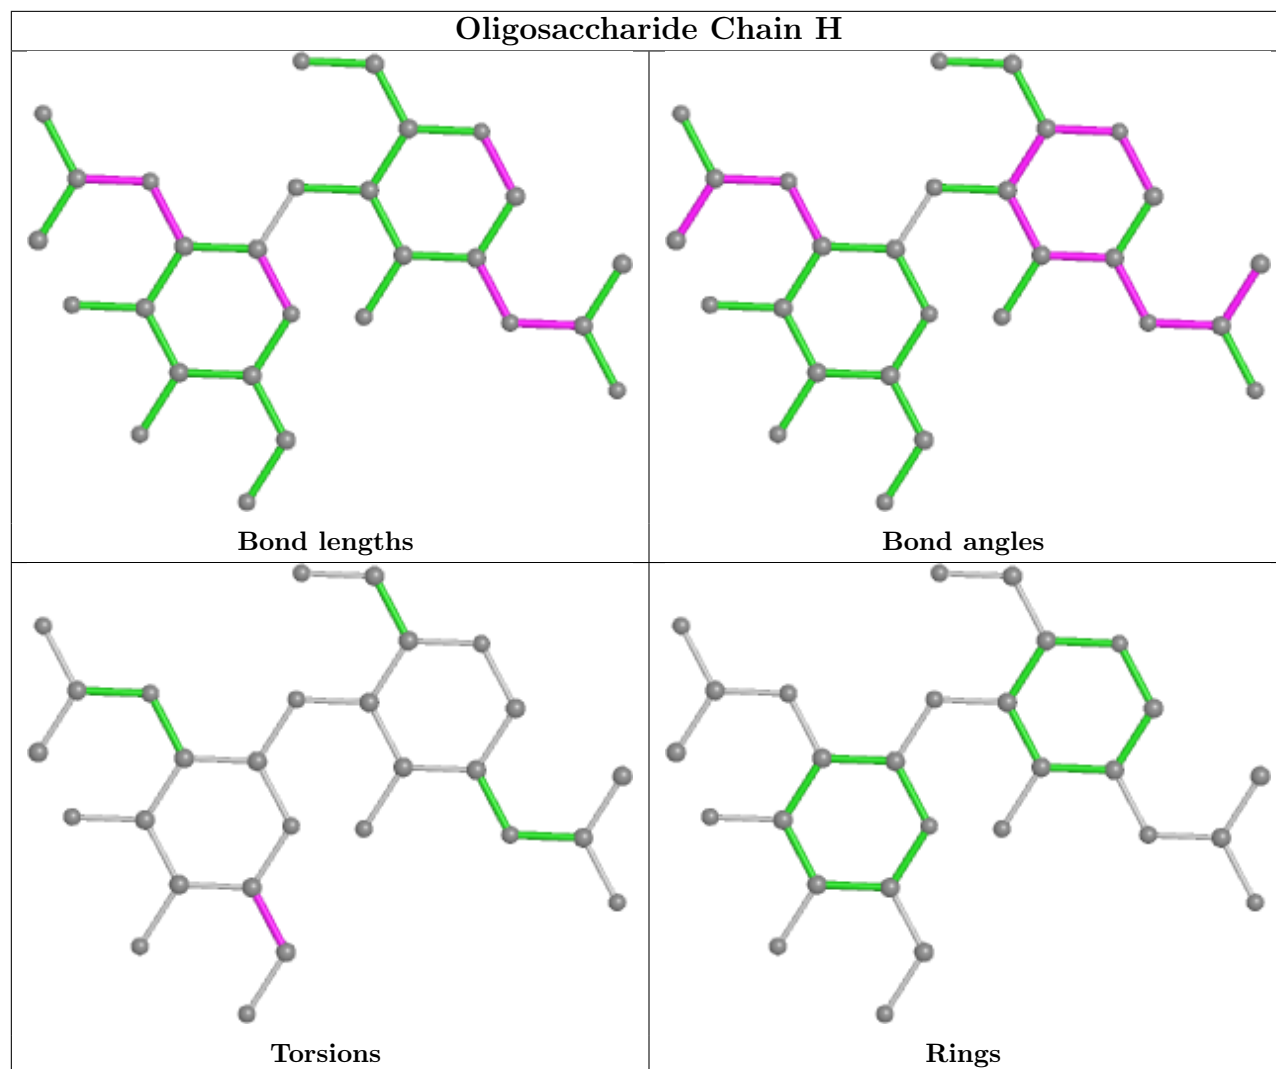 Oligosaccharide Chain H
Bond lengths
Bond angles
Torsions
Rings